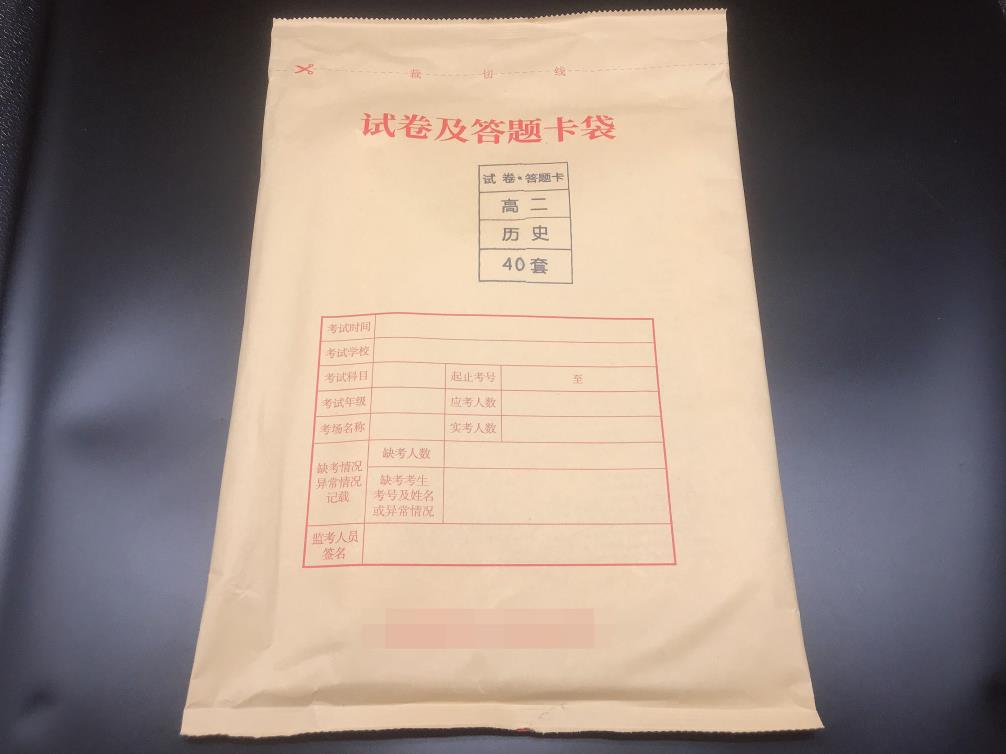 裁 切 线
试卷及答题卡袋
试 卷·答题卡
高 二
历 史
40套
考试时间
考试学校
考试科目 起止考号 至
考试年级 应考人数
考场名称 实考人数
缺考情况
异常情况
记载
缺考人数
缺考考生
考号及姓名
或异常情况
监考人员
签名